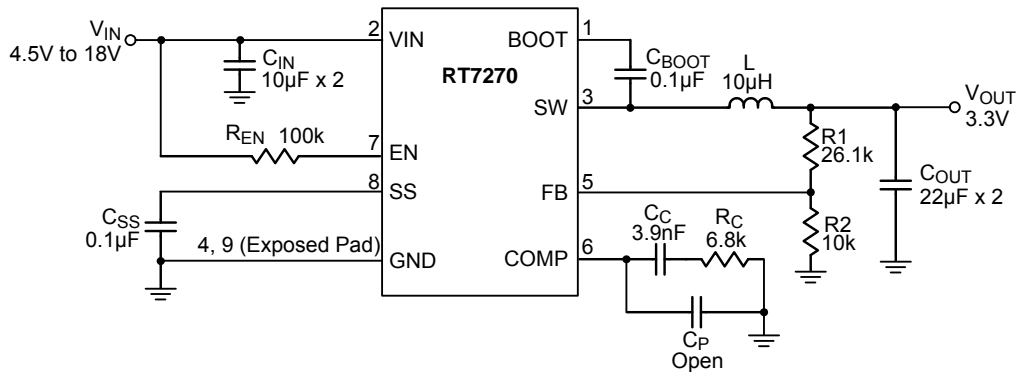 VIN
4.5V to 18V
CIN
10µF x 2
2
VIN
REN 100k
7
EN
8
SS
CSS
0.1µF
4, 9 (Exposed Pad)
GND
RT7270
BOOT
1
CBOOT
0.1µF
L
10µH
SW
3
VOUT
3.3V
R1
26.1k
COUT
22µF x 2
FB
5
R2
10k
CC
3.9nF
RC
6.8k
COMP
6
CP
Open